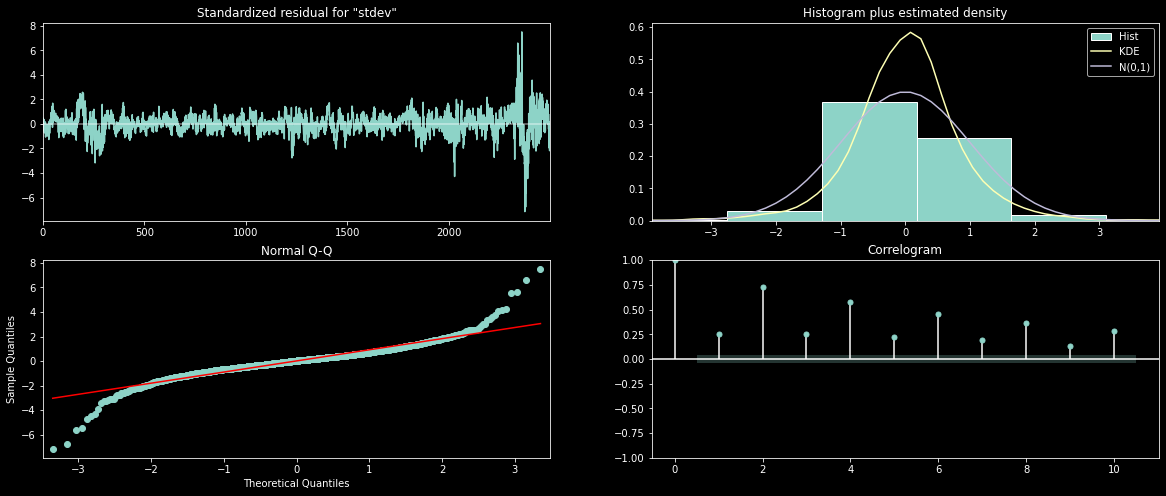 Standardized residual for "stdev"
8
6
4
2
0
−2
−4
−6
0 500 1000 1500 2000
Histogram plus estimated density
Hist
KDE
N(0,1)
0.6
0.5
0.4
0.3
0.2
0.1
0.0
−3 −2 −1 0 1 2 3
Normal Q-Q
Sample Quantiles
8
6
4
2
0
−2
−4
−6
−3 −2 −1 0 1 2 3
Theoretical Quantiles
Correlogram
1.00
0.75
0.50
0.25
0.00
−0.25
−0.50
−0.75
−1.00
0 2 4 6 8 10